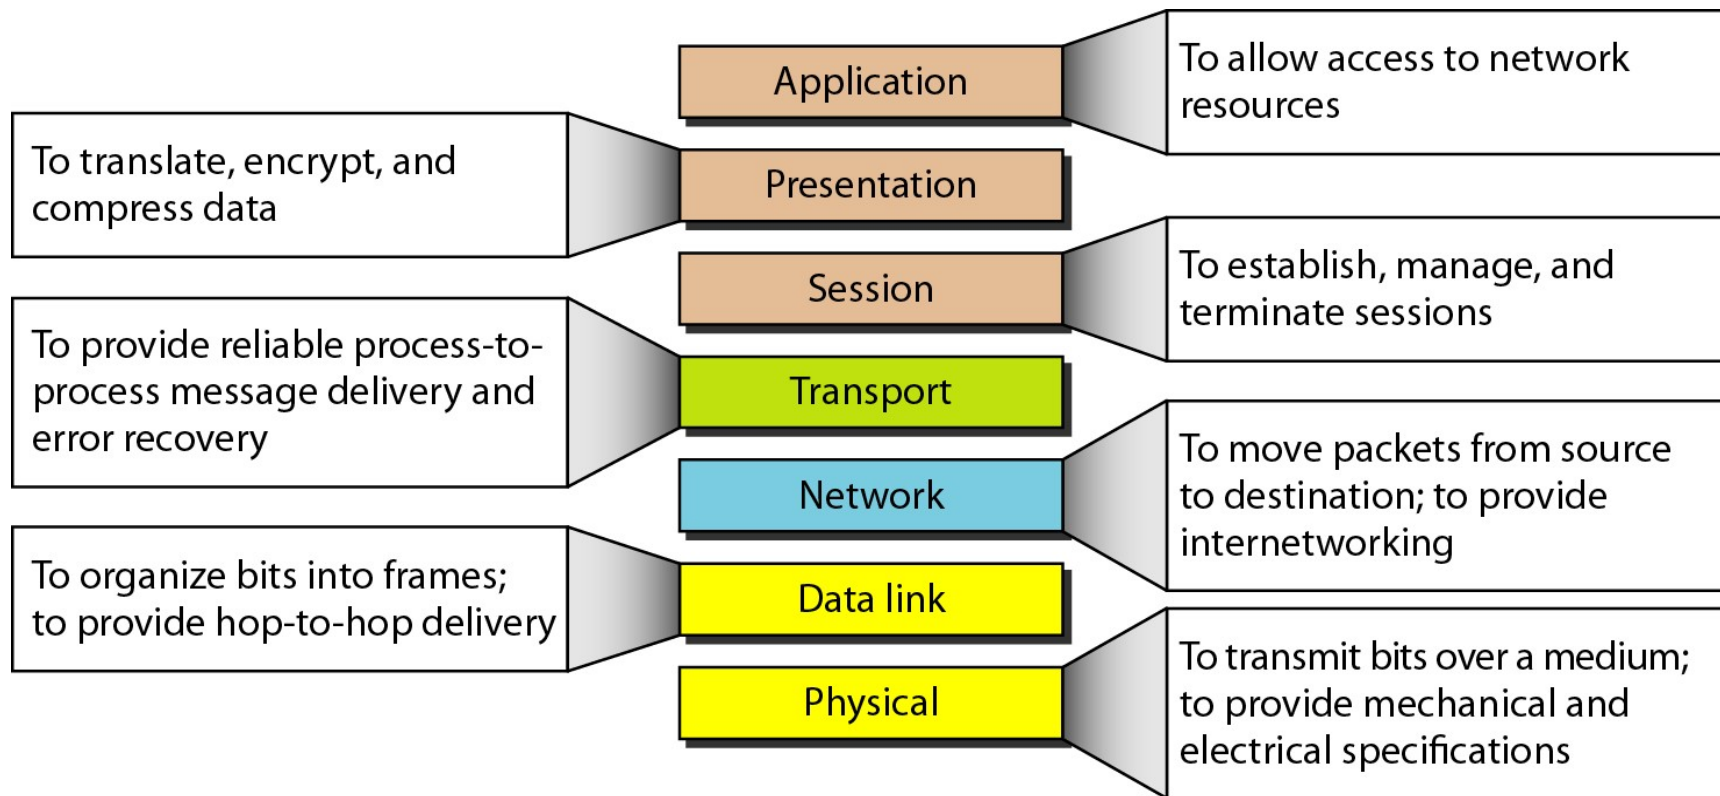 Application
To allow access to network
resources
To translate, encrypt, and
compress data
Presentation
Session
To establish, manage, and
terminate sessions
To provide reliable process-to-
process message delivery and
error recovery
Transport
Network
To move packets from source
to destination; to provide
internetworking
To organize bits into frames;
to provide hop-to-hop delivery
Data link
Physical
To transmit bits over a medium;
to provide mechanical and
electrical specifications